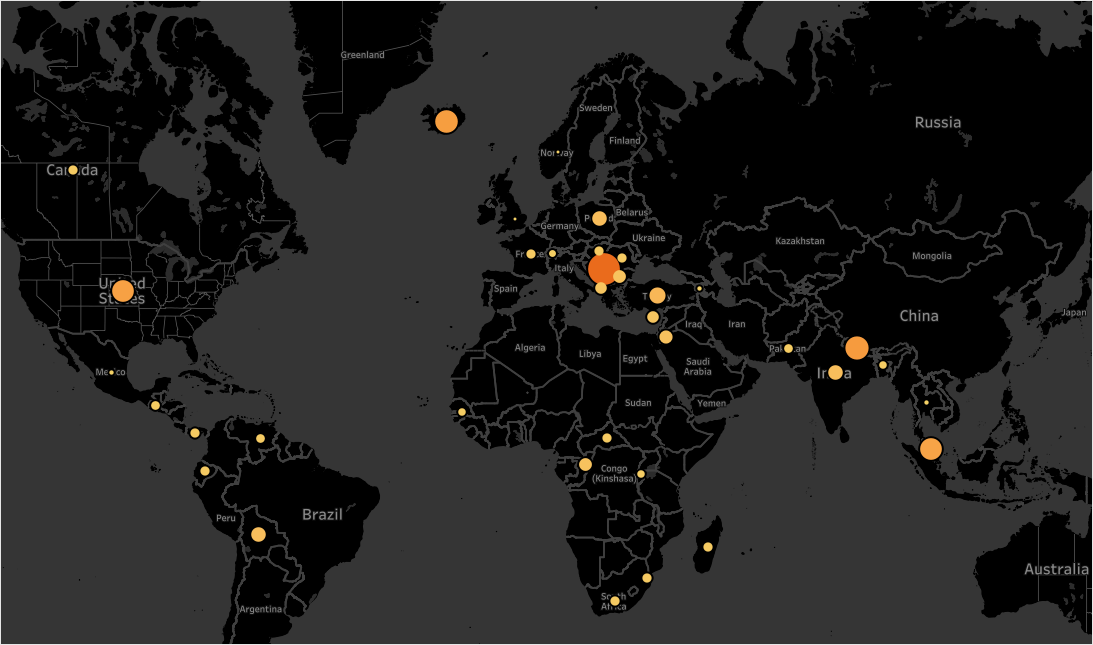 Greenland
Sweden
Russia
Finland
Norway
Canada
Belarus
Germany
Ukraine
Kazakhstan
France
Mongolia
Italy
United
States
Spain
China
Japan
Iraq
Iran
Algeria
Libya
Egypt
Pakistan
Saudi
Arabia
India
Mexico
Sudan
Yemen
Congo
(Kinshasa)
Peru
Brazil
Australia
South
Africa
Argentina